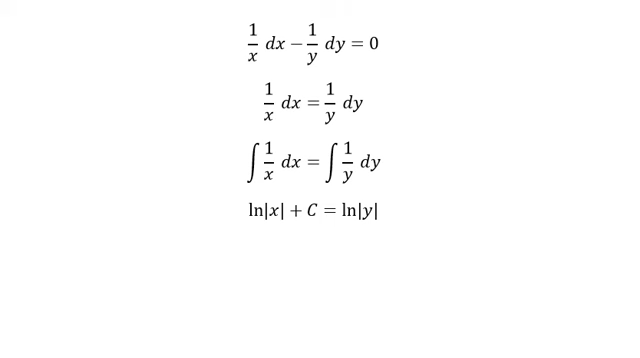 1/x dx − 1/y dy = 0
1/x dx = 1/y dy
∫ 1/x dx = ∫ 1/y dy
ln|x| + C = ln|y|